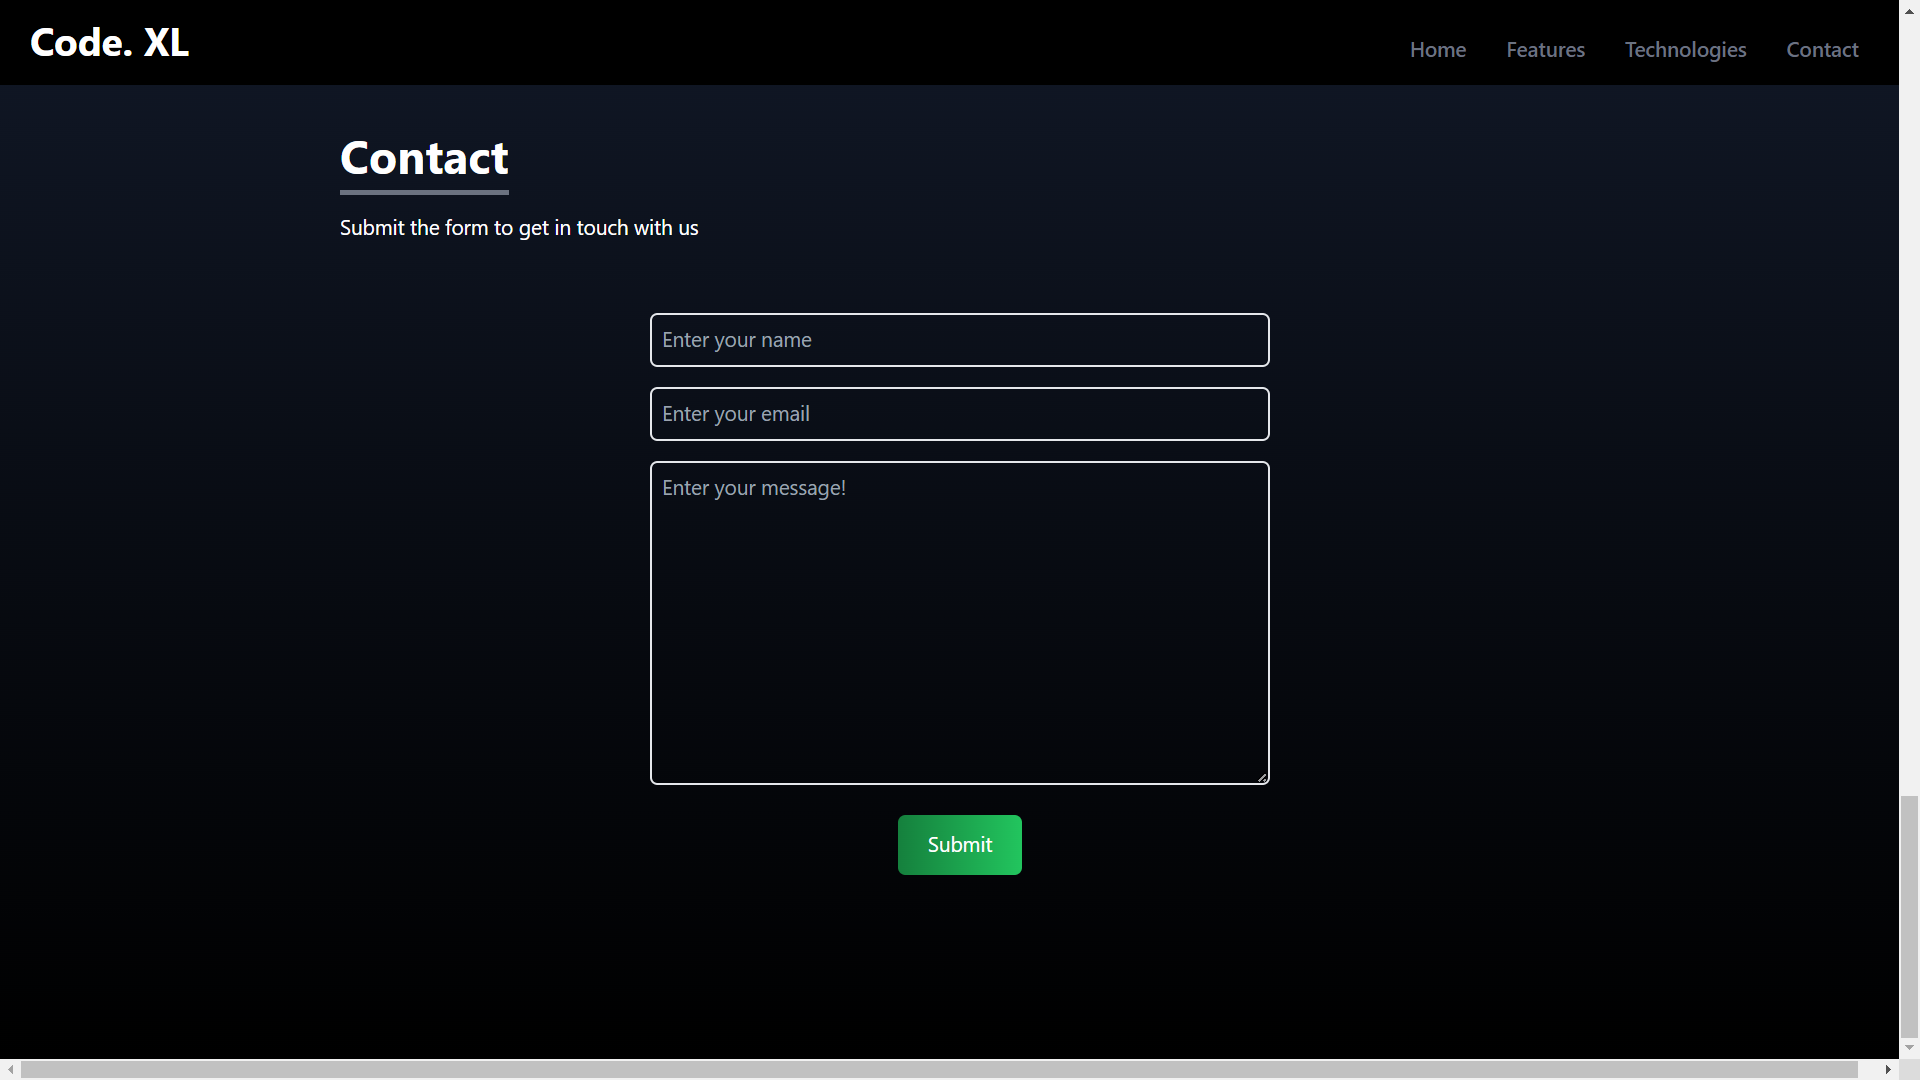 Code. XL
Home Features Technologies Contact
Contact
Submit the form to get in touch with us
Enter your name
Enter your email
Enter your message!
Submit